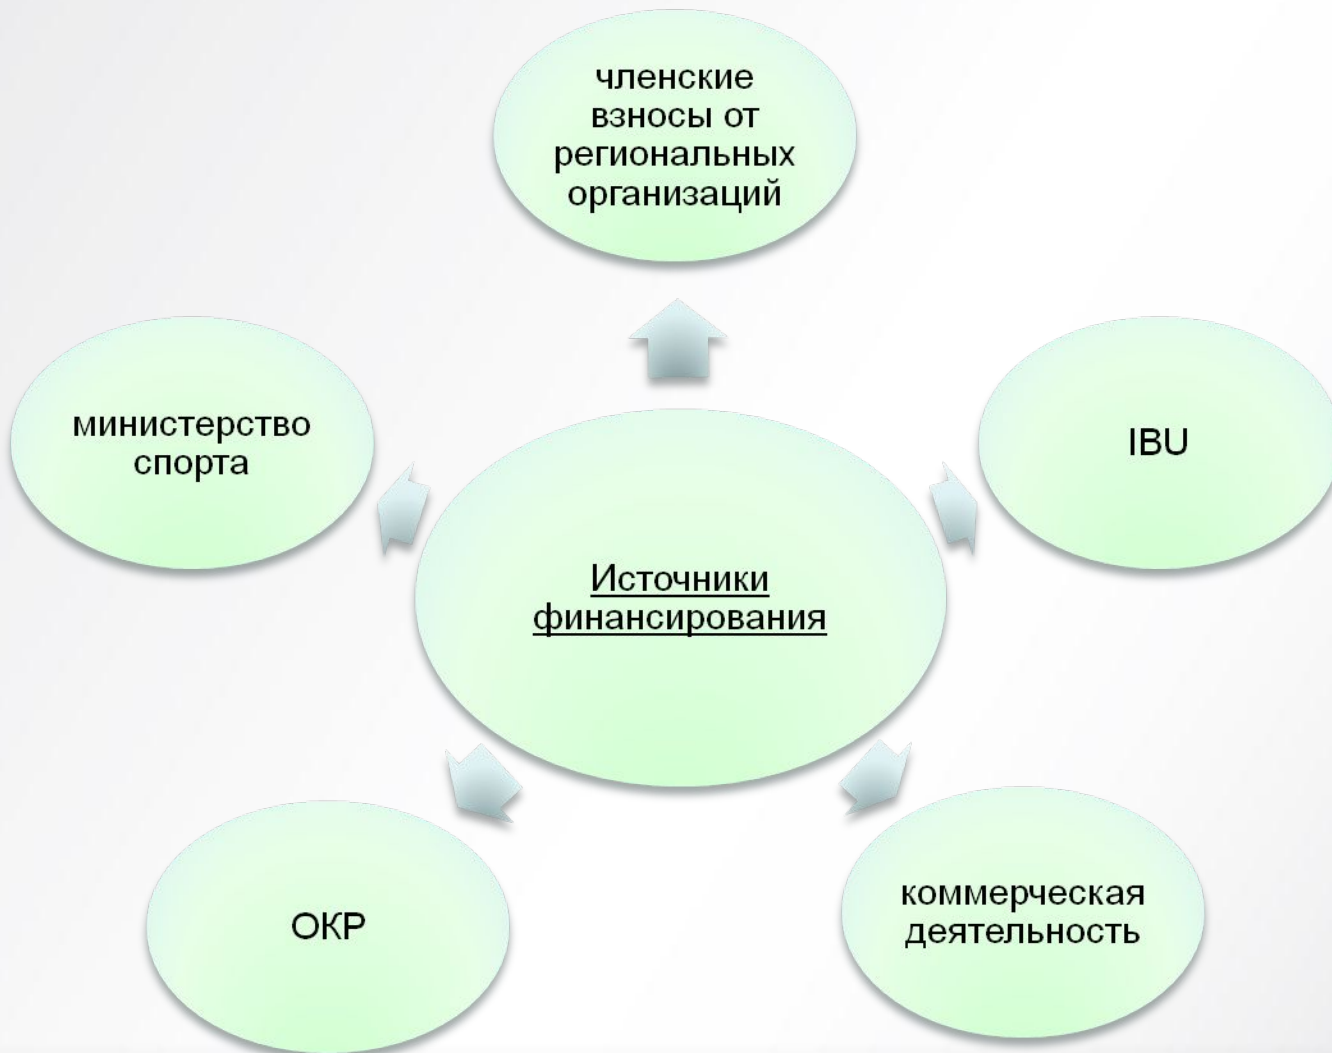 членские
взносы от
региональных
организаций
министерство
спорта
IBU
Источники
финансирования
ОКР
коммерческая
деятельность